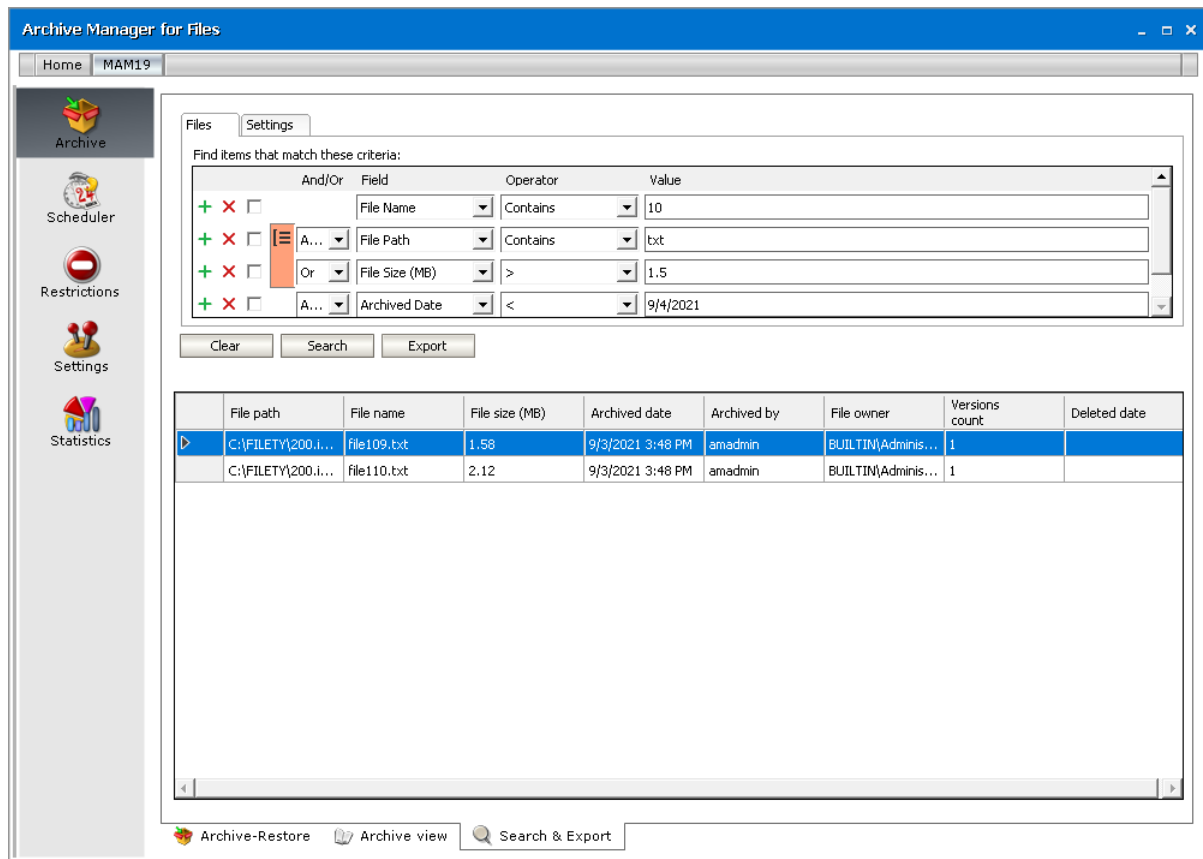 Archive Manager for Files
Home MAM19
Archive
Scheduler
24
Restrictions
Settings
Statistics
Files Settings
Find items that match these criteria:
And/Or Field Operator Value
File Name Contains 10
A... File Path Contains txt
Or File Size (MB) > 1.5
A... Archived Date < 9/4/2021
Clear Search Export
File path File name File size (MB) Archived date Archived by File owner Versions count Deleted date
C:\FILETY\200.i... file109.txt 1.58 9/3/2021 3:48 PM amadmin BUILTIN\Adminis... 1
C:\FILETY\200.i... file110.txt 2.12 9/3/2021 3:48 PM amadmin BUILTIN\Adminis... 1
Archive-Restore Archive view Search & Export